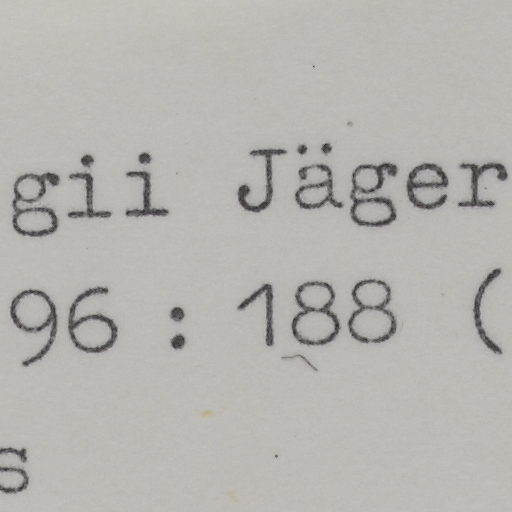 gii Jäger
96 : 188 (
s